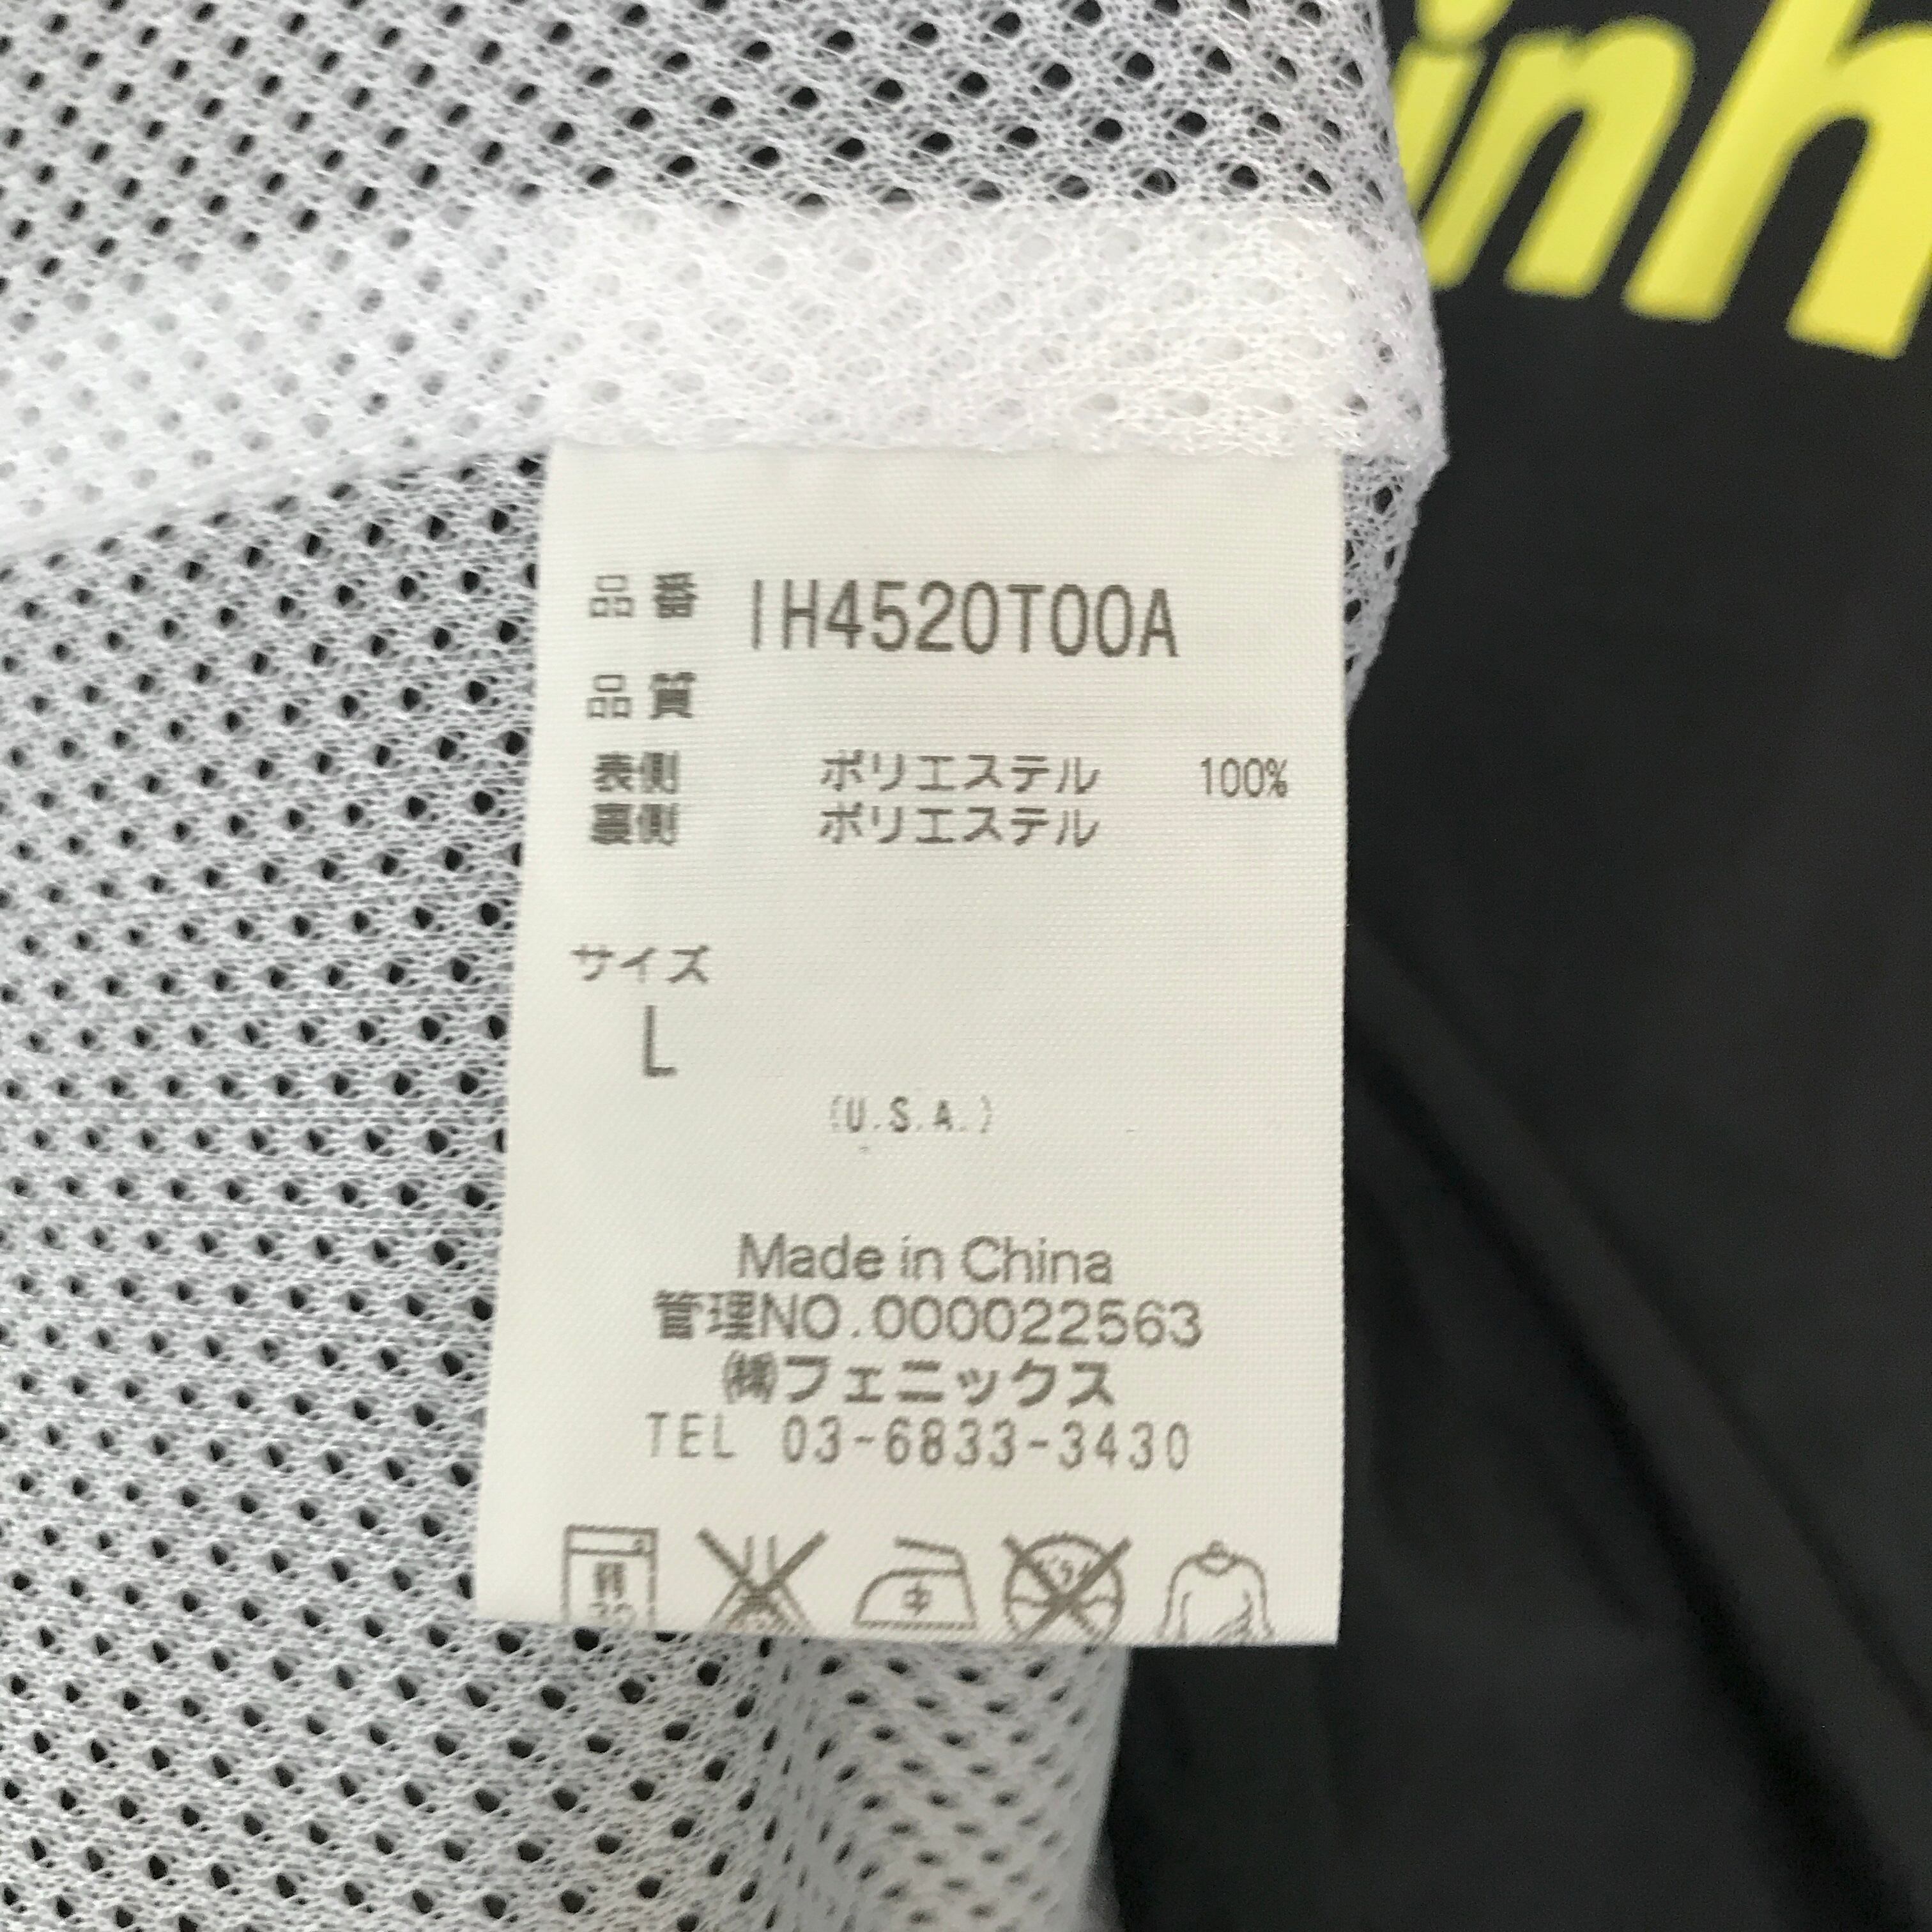 inh
品番 IH4520T00A
品質
表側 ポリエステル 100%
裏側 ポリエステル
サイズ
L
(U.S.A.)
Made in China
管理NO.000022563
㈱フェニックス
TEL 03-6833-3430
中